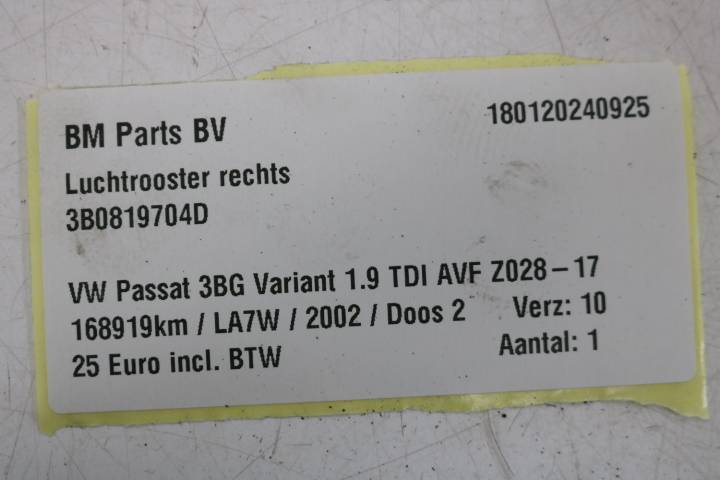 BM Parts BV
180120240925
Luchtrooster rechts
3B0819704D
VW Passat 3BG Variant 1.9 TDI AVF Z028-17
168919km / LA7W / 2002 / Doos 2 Verz: 10
25 Euro incl. BTW Aantal: 1